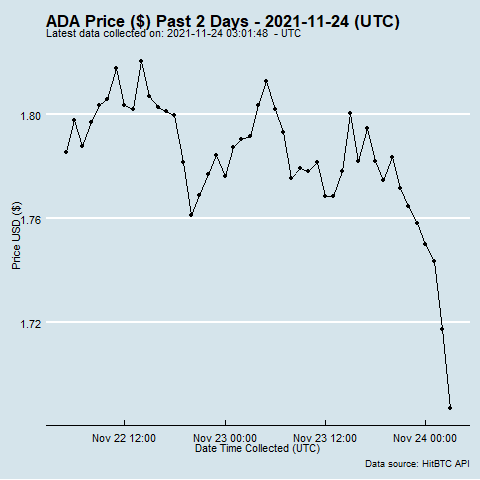 ADA Price ($) Past 2 Days - 2021-11-24 (UTC)
Latest data collected on: 2021-11-24 03:01:48 - UTC
1.80
1.76
1.72
Price USD ($)
Nov 22 12:00
Nov 23 00:00
Nov 23 12:00
Nov 24 00:00
Date Time Collected (UTC)
Data source: HitBTC API